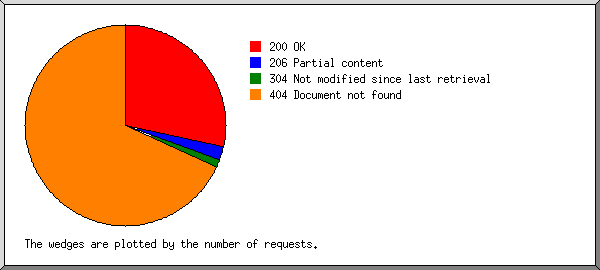 200 OK
206 Partial content
304 Not modified since last retrieval
404 Document not found
The wedges are plotted by the number of requests.